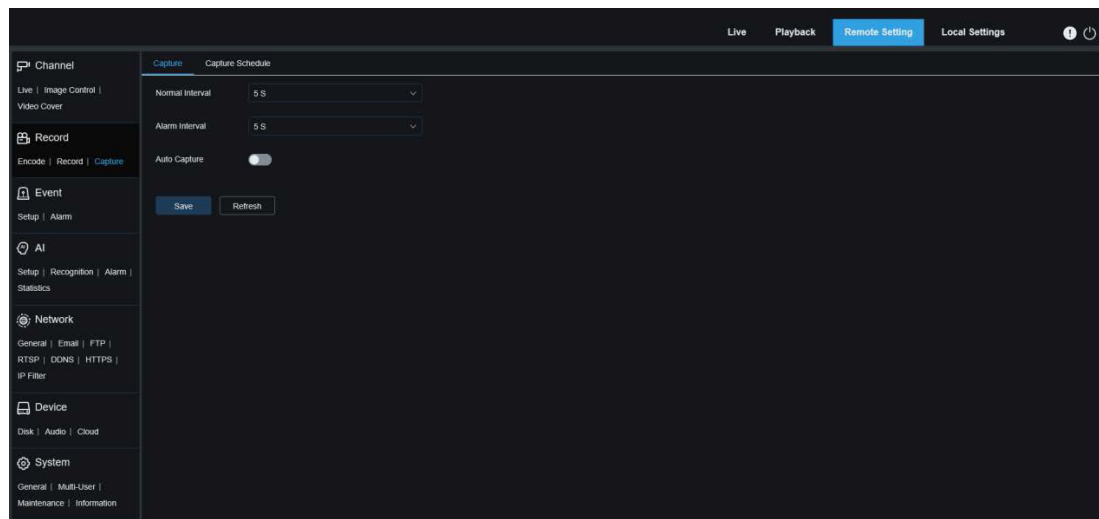 Live Playback Remote Setting Local Settings
Channel
Live | Image Control |
Video Cover
Record
Encode | Record | Capture
Event
Setup | Alarm
AI
Setup | Recognition | Alarm |
Statistics
Network
General | Email | FTP |
RTSP | DDNS | HTTPS |
IP Filter
Device
Disk | Audio | Cloud
System
General | Multi-User |
Maintenance | Information
Capture Capture Schedule
Normal Interval 5 S
Alarm Interval 5 S
Auto Capture
Save Refresh